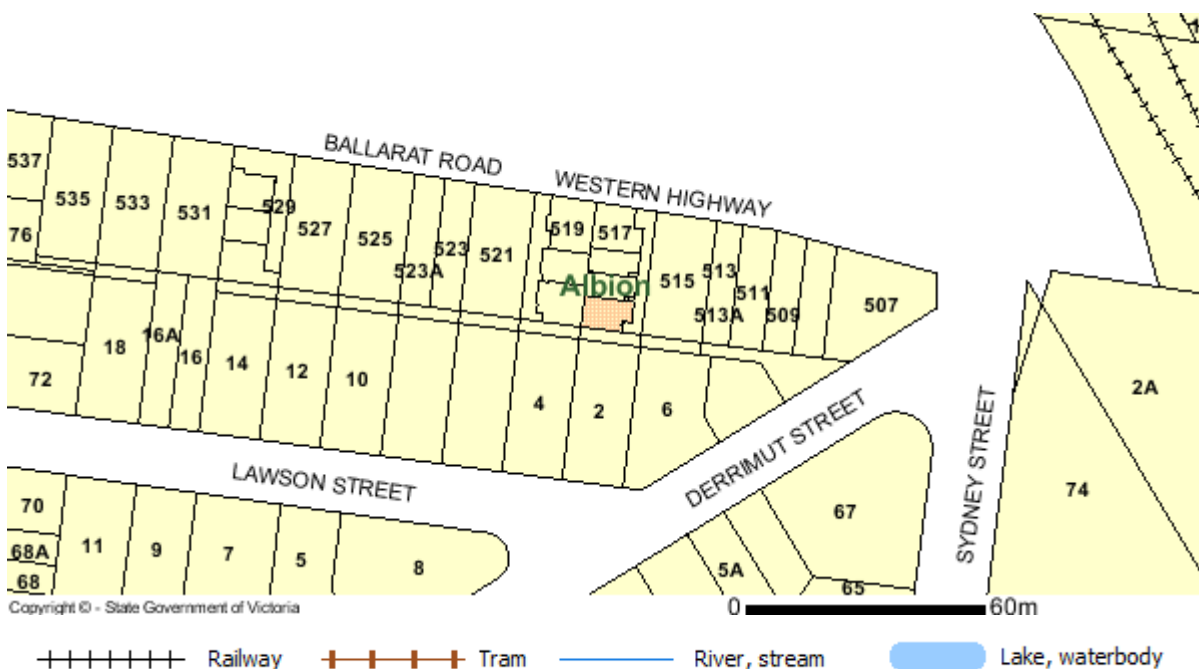 BALLARAT ROAD
WESTERN HIGHWAY
537
535
533
531
529
527
525
523A
523
521
519
517
515
513
513A
511
509
507
76
Albion
18
16A
16
14
12
10
4
2
6
72
2A
DERRIMUT STREET
SYDNEY STREET
LAWSON STREET
74
67
70
68A
68
11
9
7
5
8
5A
65
Copyright © - State Government of Victoria
0 60m
Railway Tram River, stream Lake, waterbody